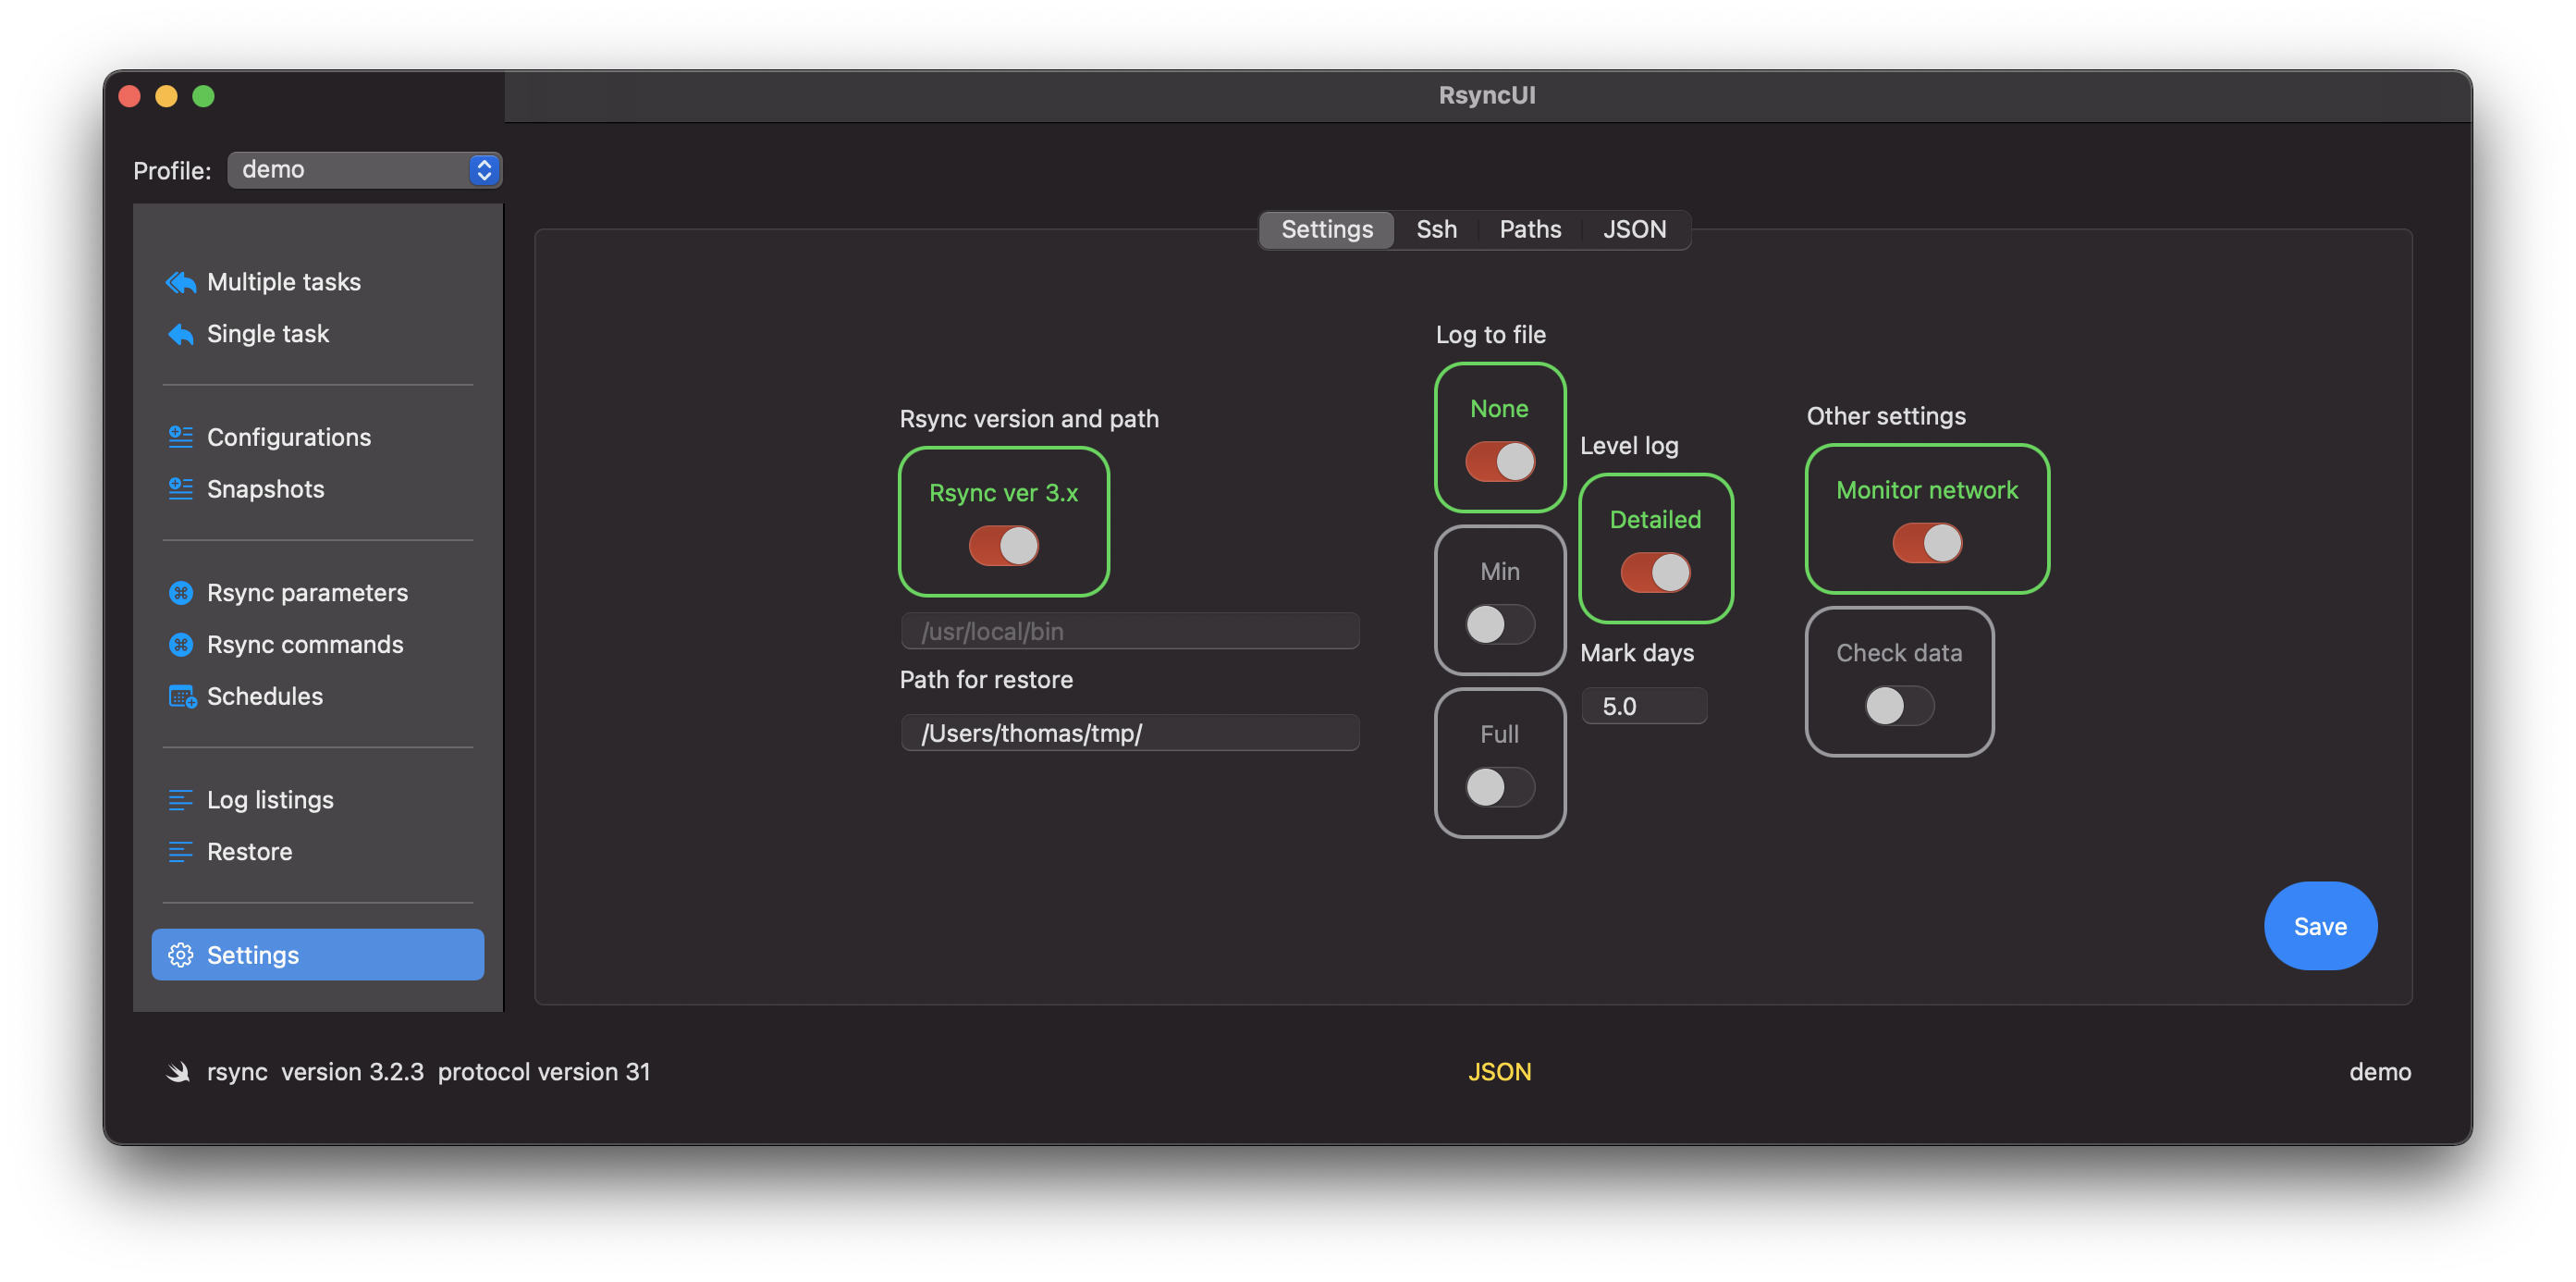 RsyncUI
Profile: demo
Multiple tasks
Single task
Configurations
Snapshots
Rsync parameters
Rsync commands
Schedules
Log listings
Restore
Settings
Settings Ssh Paths JSON
Rsync version and path
Rsync ver 3.x
/usr/local/bin
Path for restore
/Users/thomas/tmp/
Log to file
None
Min
Full
Level log
Detailed
Mark days
5.0
Other settings
Monitor network
Check data
Save
rsync version 3.2.3 protocol version 31
JSON
demo